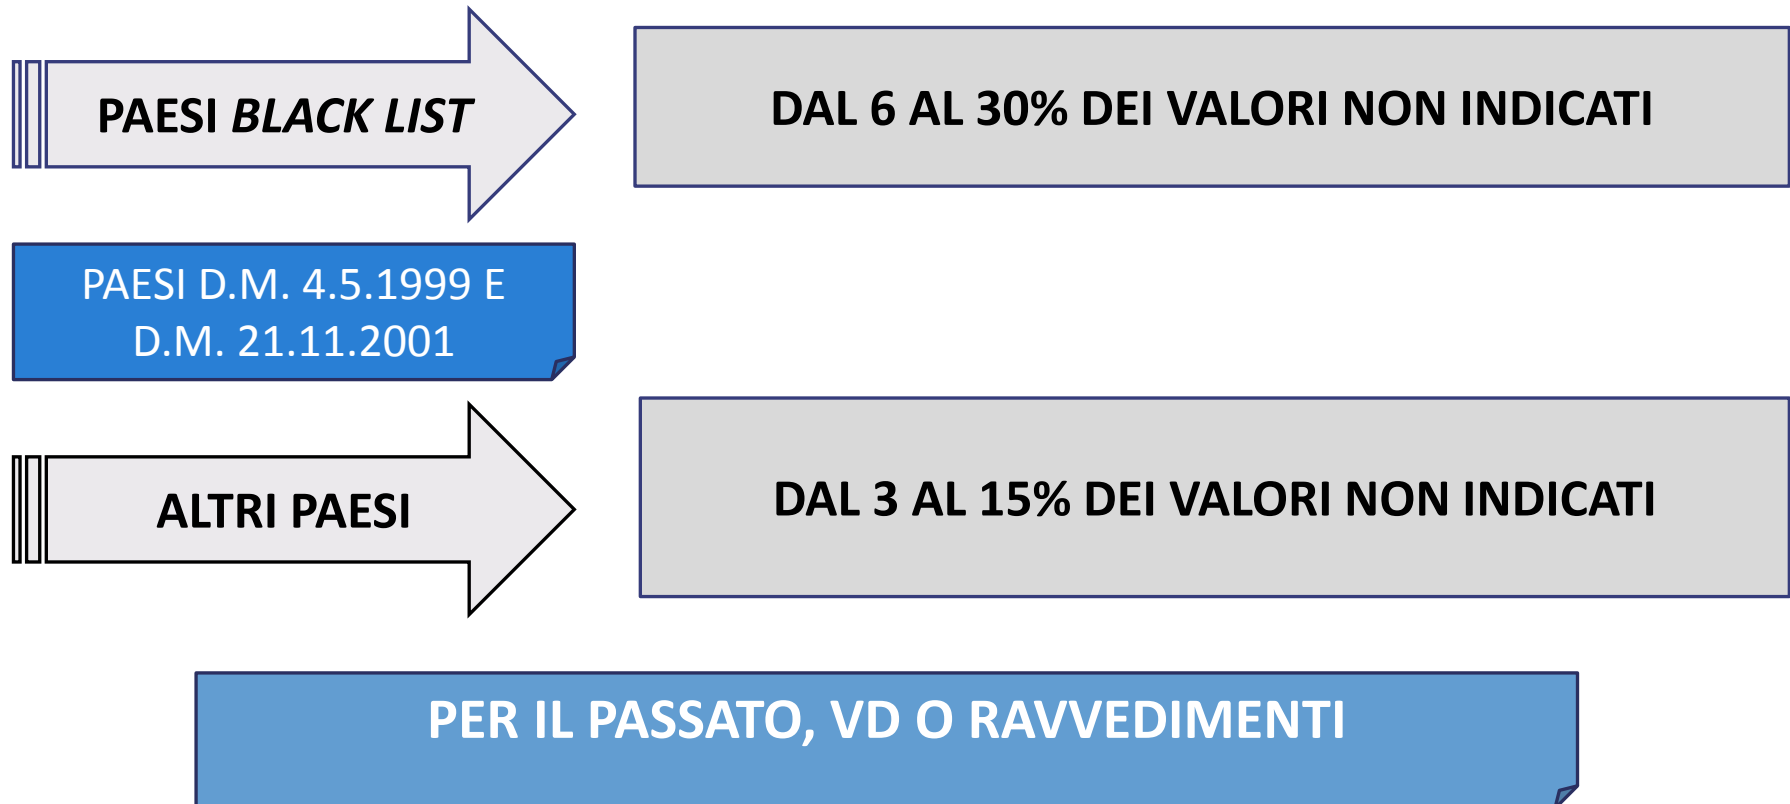 PAESI BLACK LIST
DAL 6 AL 30% DEI VALORI NON INDICATI
PAESI D.M. 4.5.1999 E
D.M. 21.11.2001
ALTRI PAESI
DAL 3 AL 15% DEI VALORI NON INDICATI
PER IL PASSATO, VD O RAVVEDIMENTI